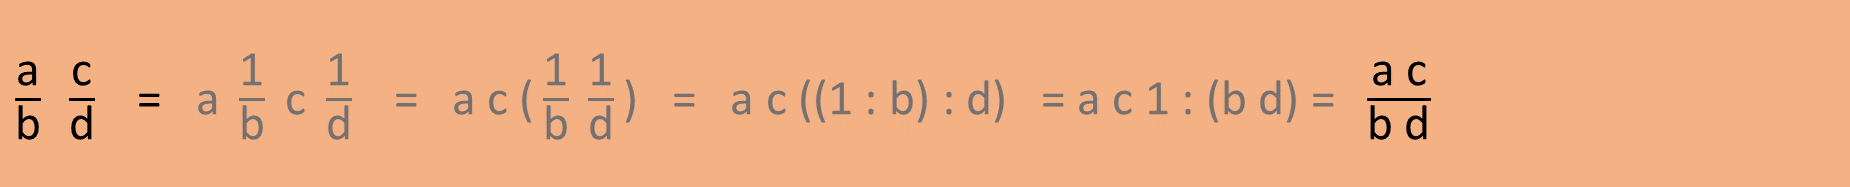 a/b c/d = a 1/b c 1/d = a c ( 1/b 1/d ) = a c ((1 : b) : d) = a c 1 : (b d) = a c/b d